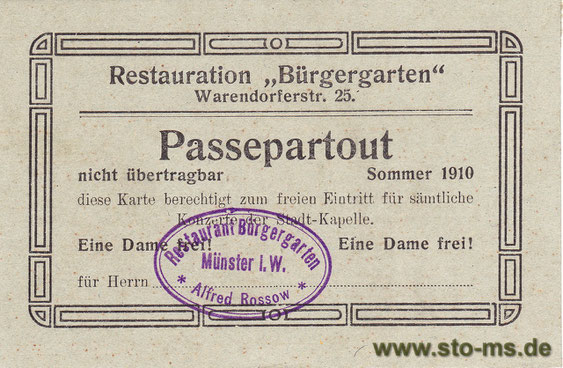 Restauration „Bürgergarten“
Warendorferstr. 25.
Passepartout
nicht übertragbar Sommer 1910
diese Karte berechtigt zum freien Eintritt für sämtliche
Konzerte der Stadt-Kapelle.
Eine Dame frei! Eine Dame frei!
für Herrn
Restaurant Bürgergarten
Münster i. W.
* Alfred Rossow *
www.sto-ms.de